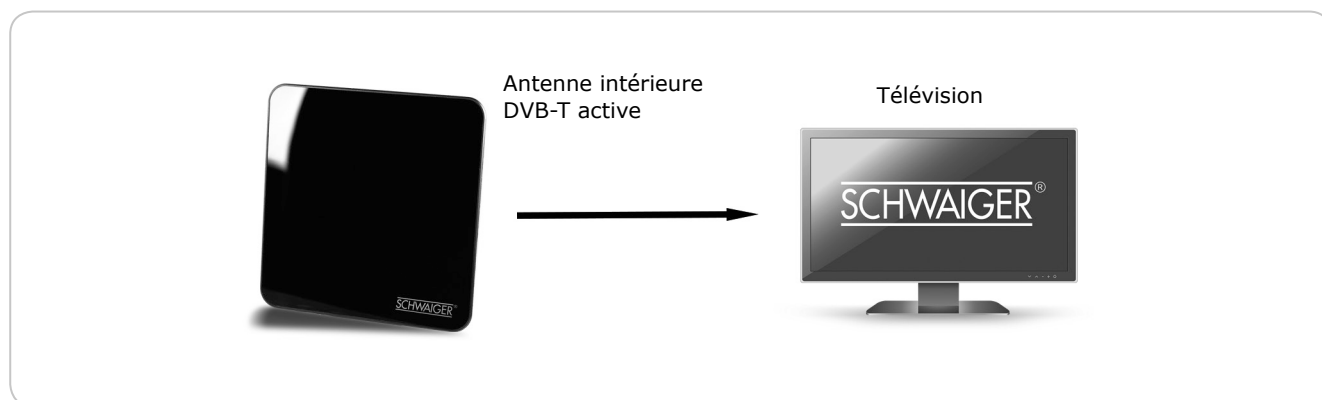 Antenne intérieure
DVB-T active
Télévision
SCHWAIGER
SCHWAIGER®